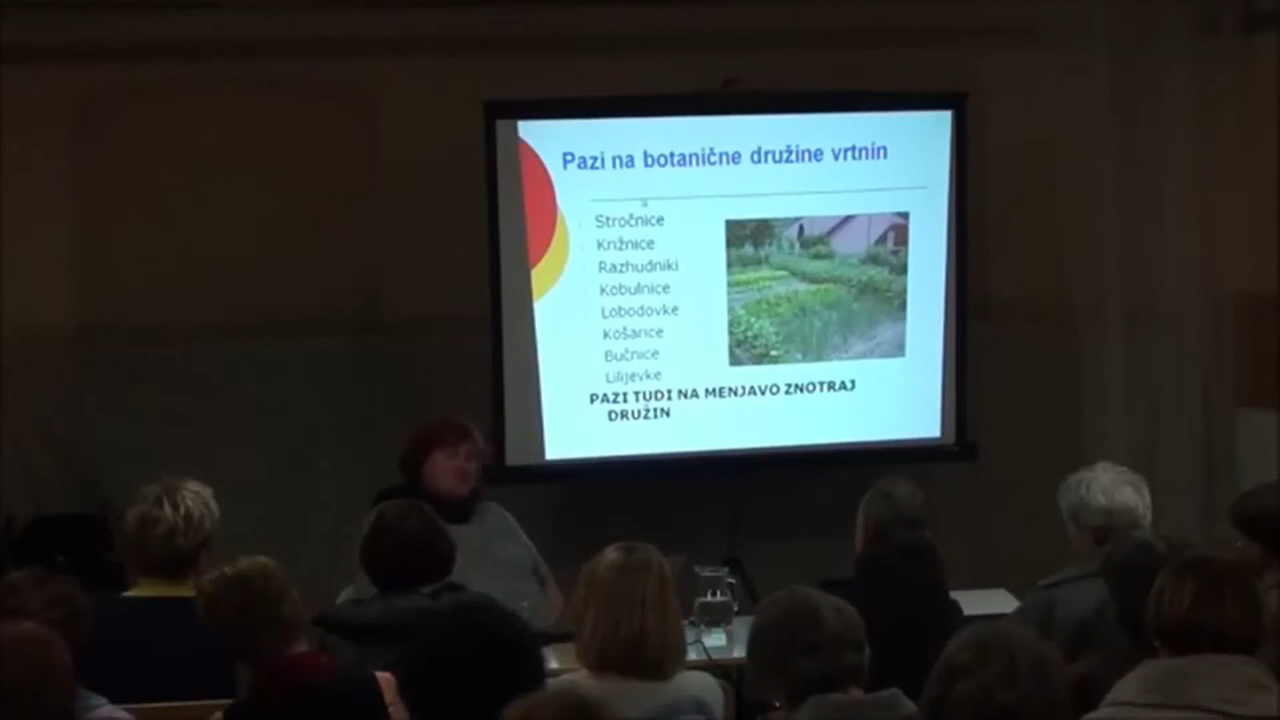 Pazi na botanične družine vrtnin
Stročnice
Križnice
Razhudniki
Kobulnice
Lobodovke
Košarice
Bučnice
Lilijevke
PAZI TUDI NA MENJAVO ZNOTRAJ
DRUŽIN